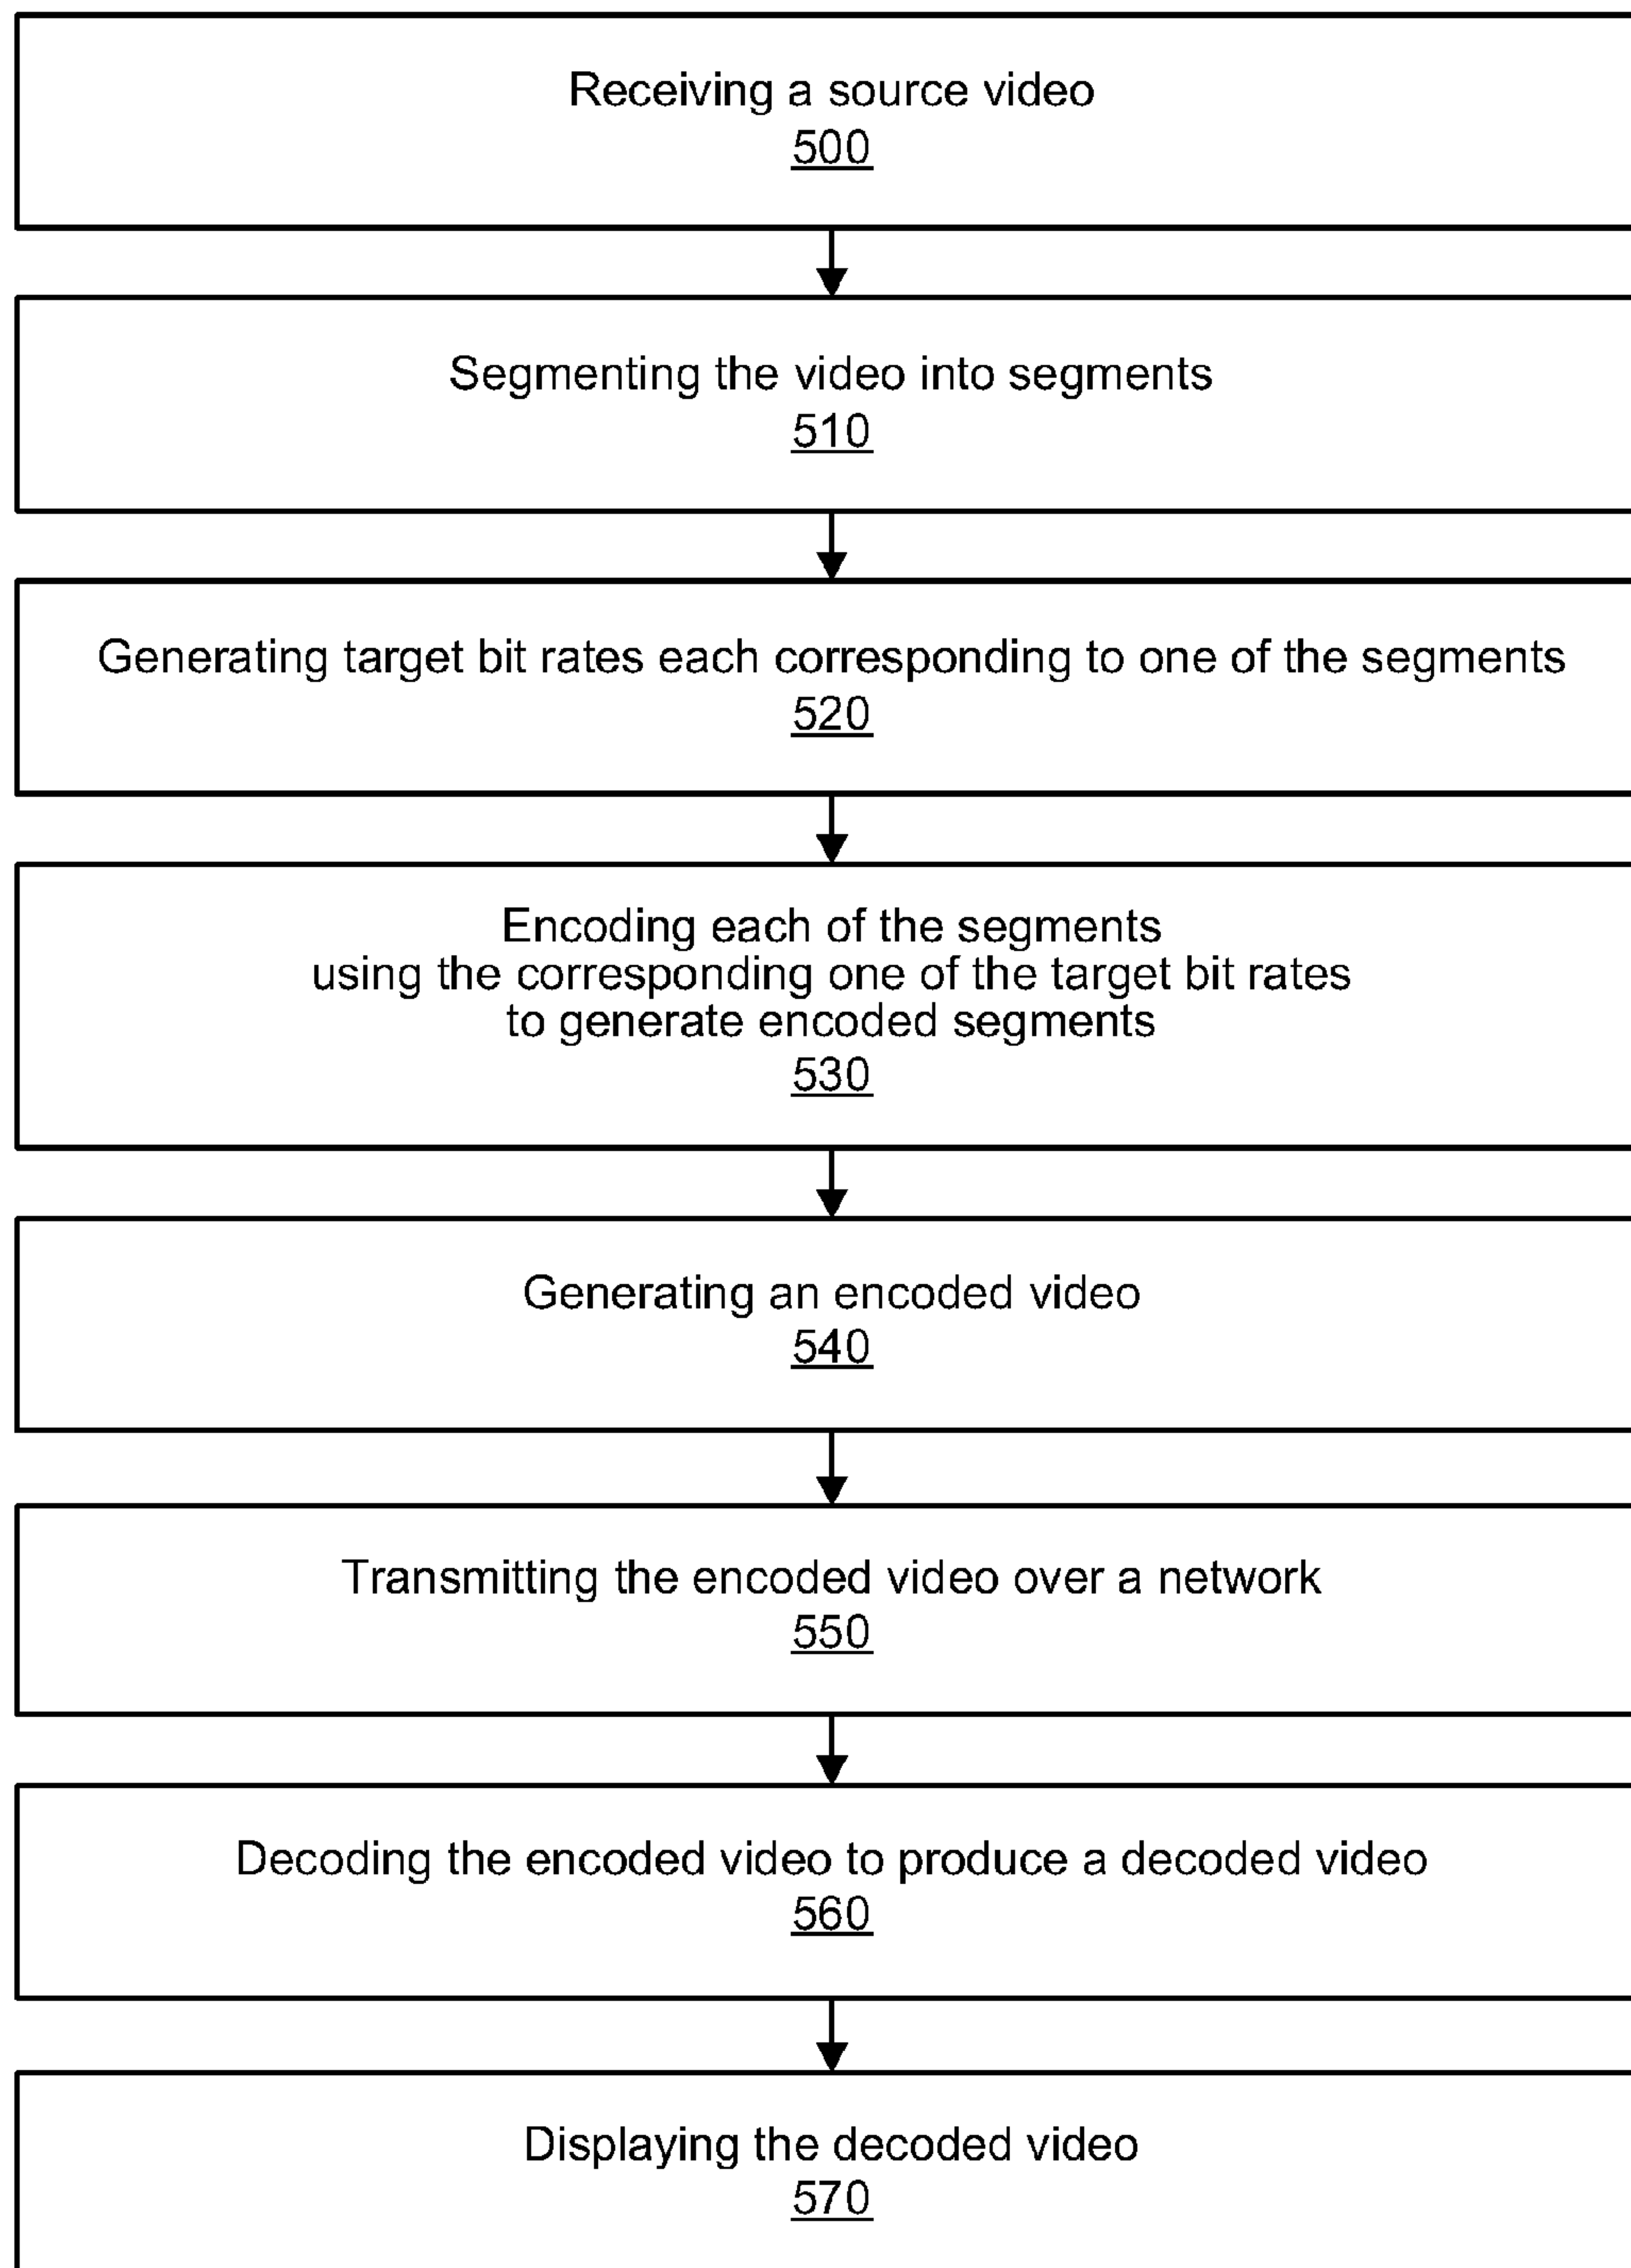 Receiving a source video
500
Segmenting the video into segments
510
Generating target bit rates each corresponding to one of the segments
520
Encoding each of the segments
using the corresponding one of the target bit rates
to generate encoded segments
530
Generating an encoded video
540
Transmitting the encoded video over a network
550
Decoding the encoded video to produce a decoded video
560
Displaying the decoded video
570